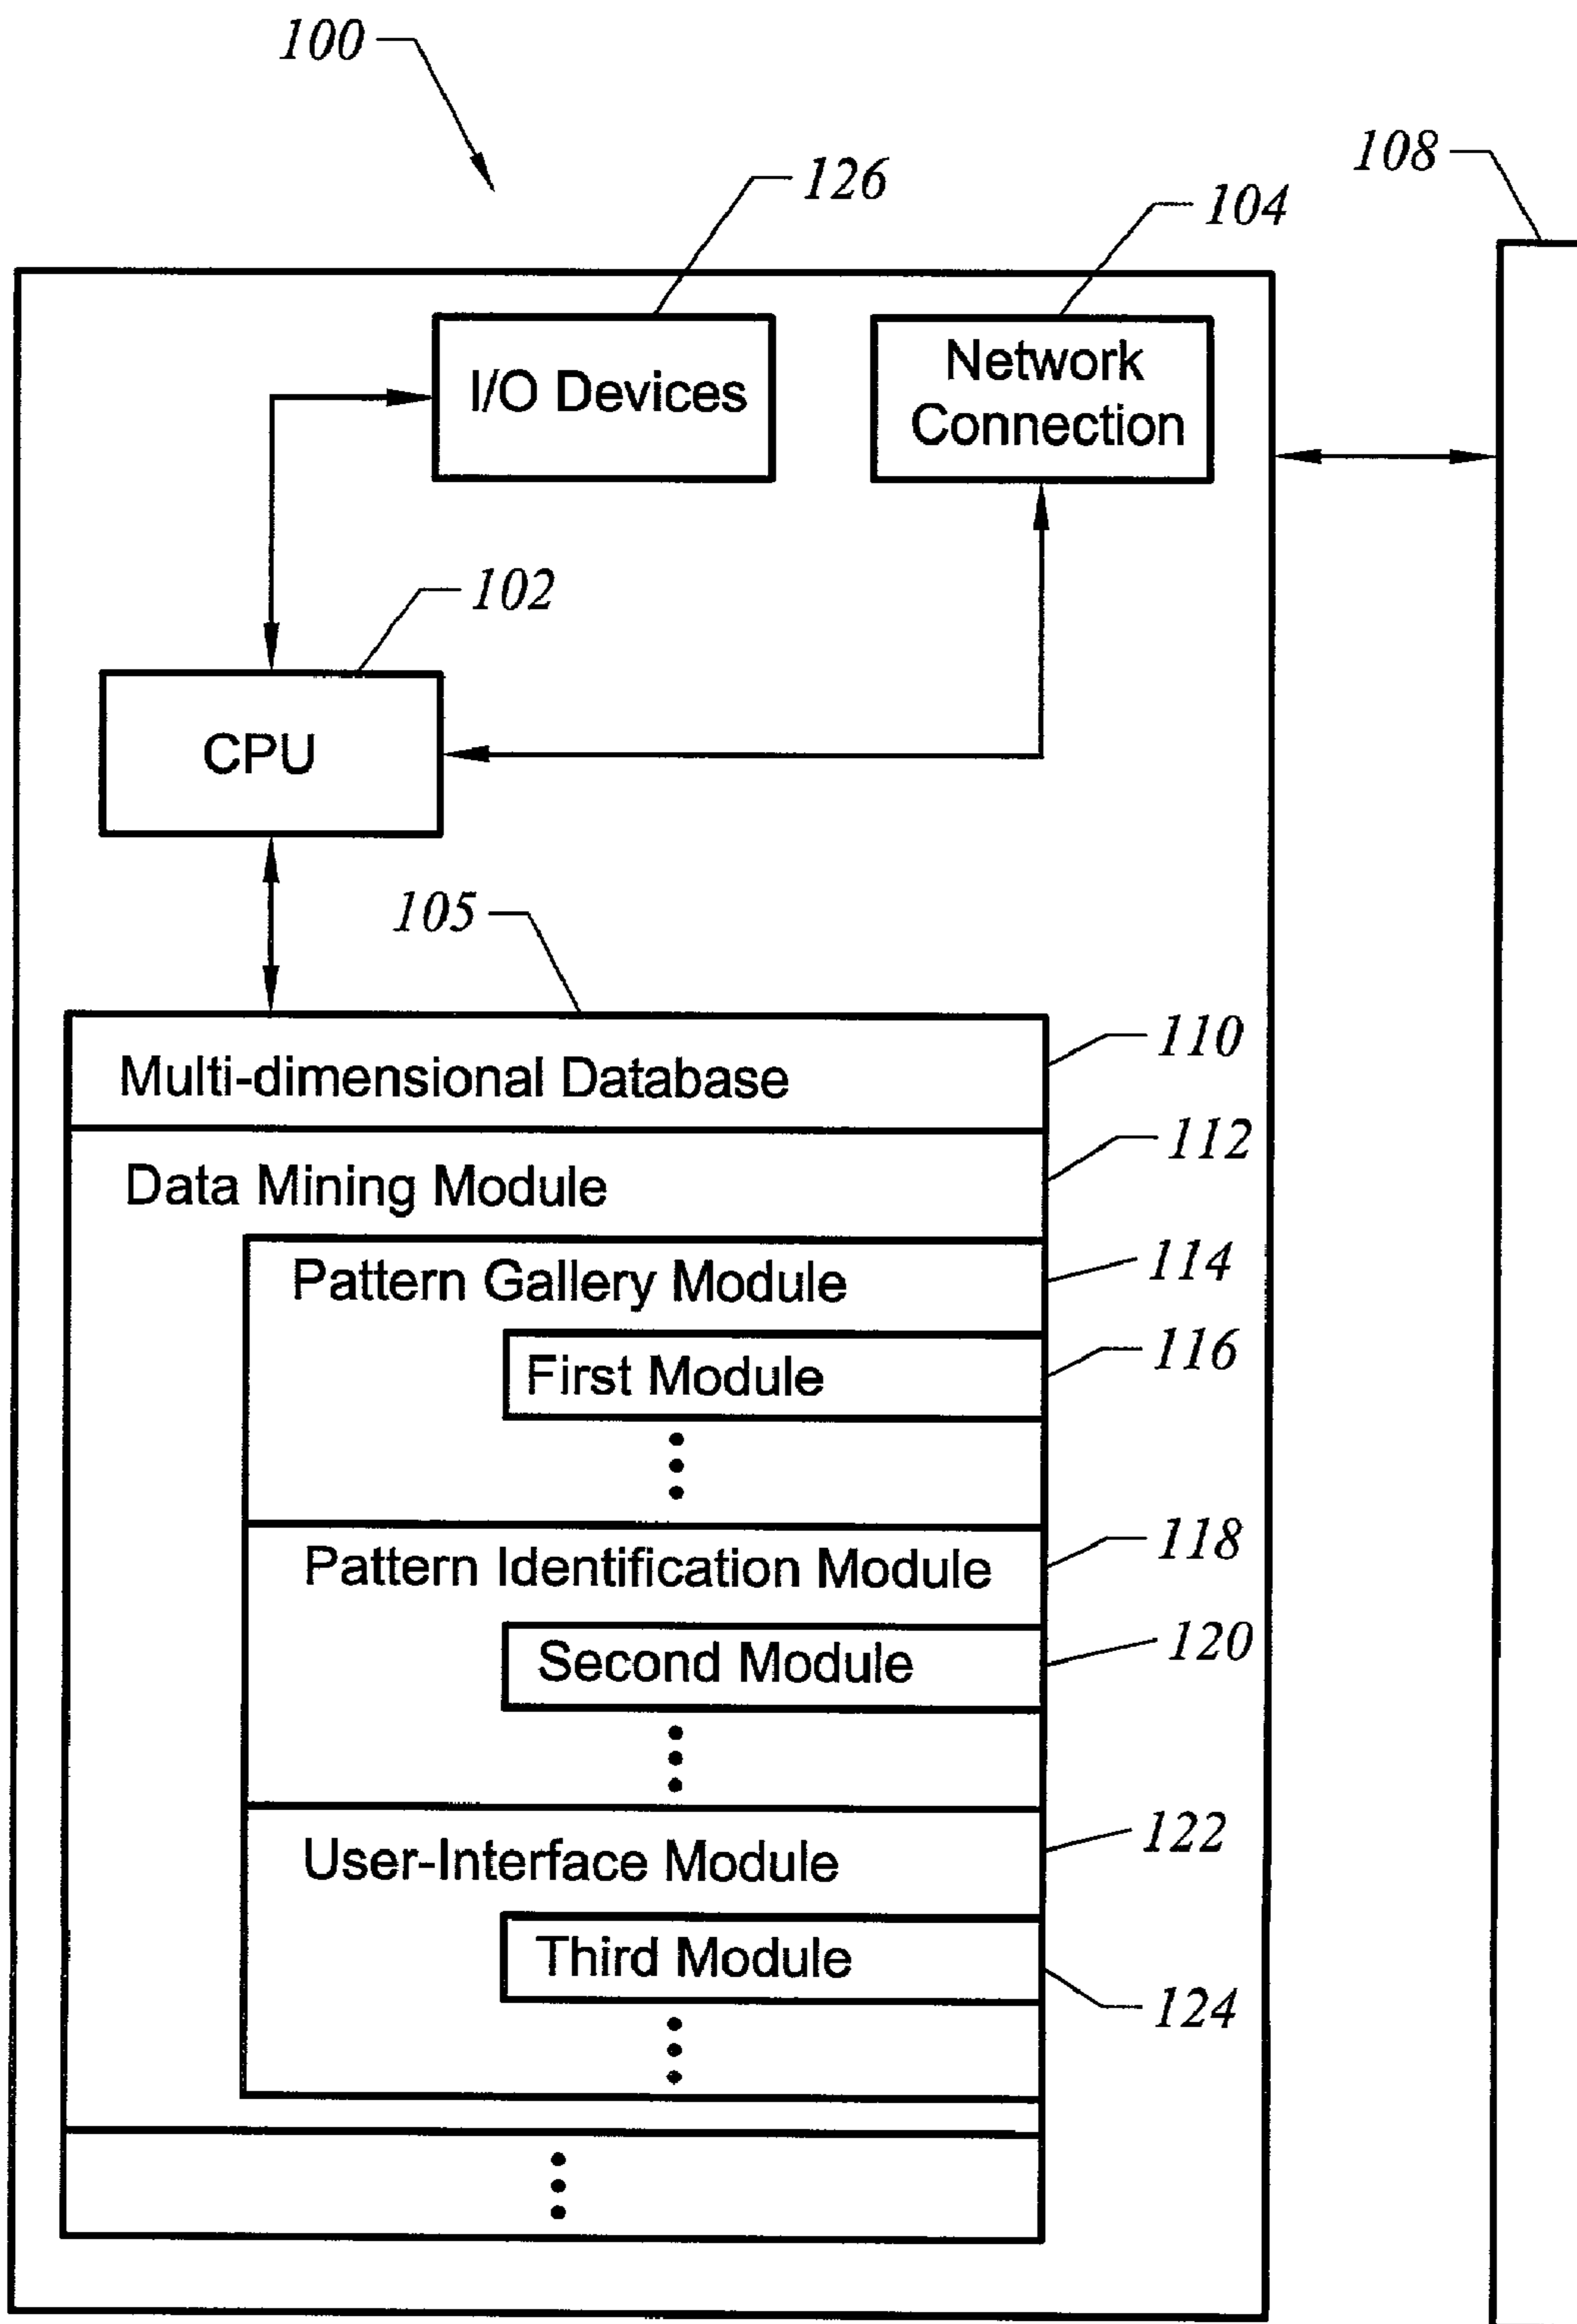 100
126
104
108
I/O Devices
Network
Connection
102
CPU
105
110
Multi-dimensional Database
112
Data Mining Module
114
Pattern Gallery Module
116
First Module
118
Pattern Identification Module
120
Second Module
122
User-Interface Module
Third Module
124